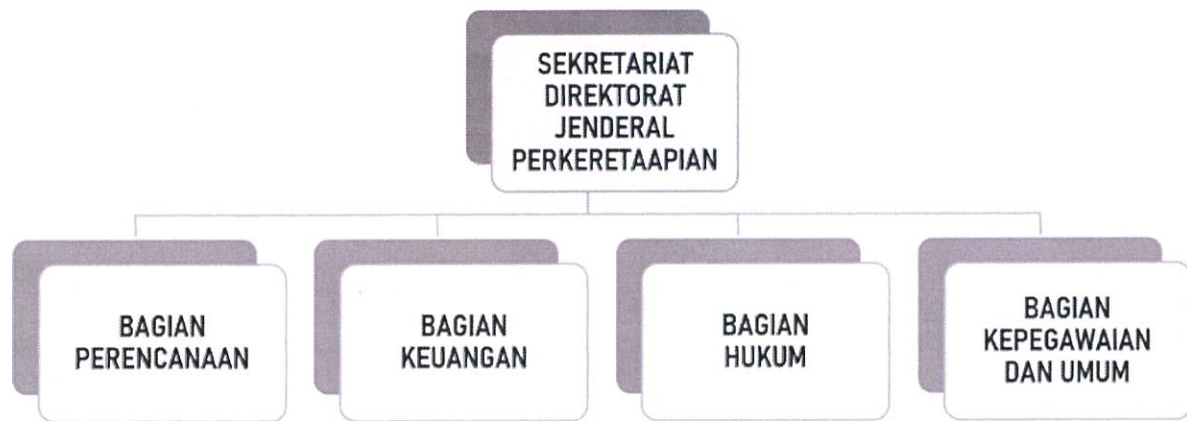 SEKRETARIAT
DIREKTORAT
JENDERAL
PERKERETAAPIAN
BAGIAN
PERENCANAAN
BAGIAN
KEUANGAN
BAGIAN
HUKUM
BAGIAN
KEPEGAWAIAN
DAN UMUM